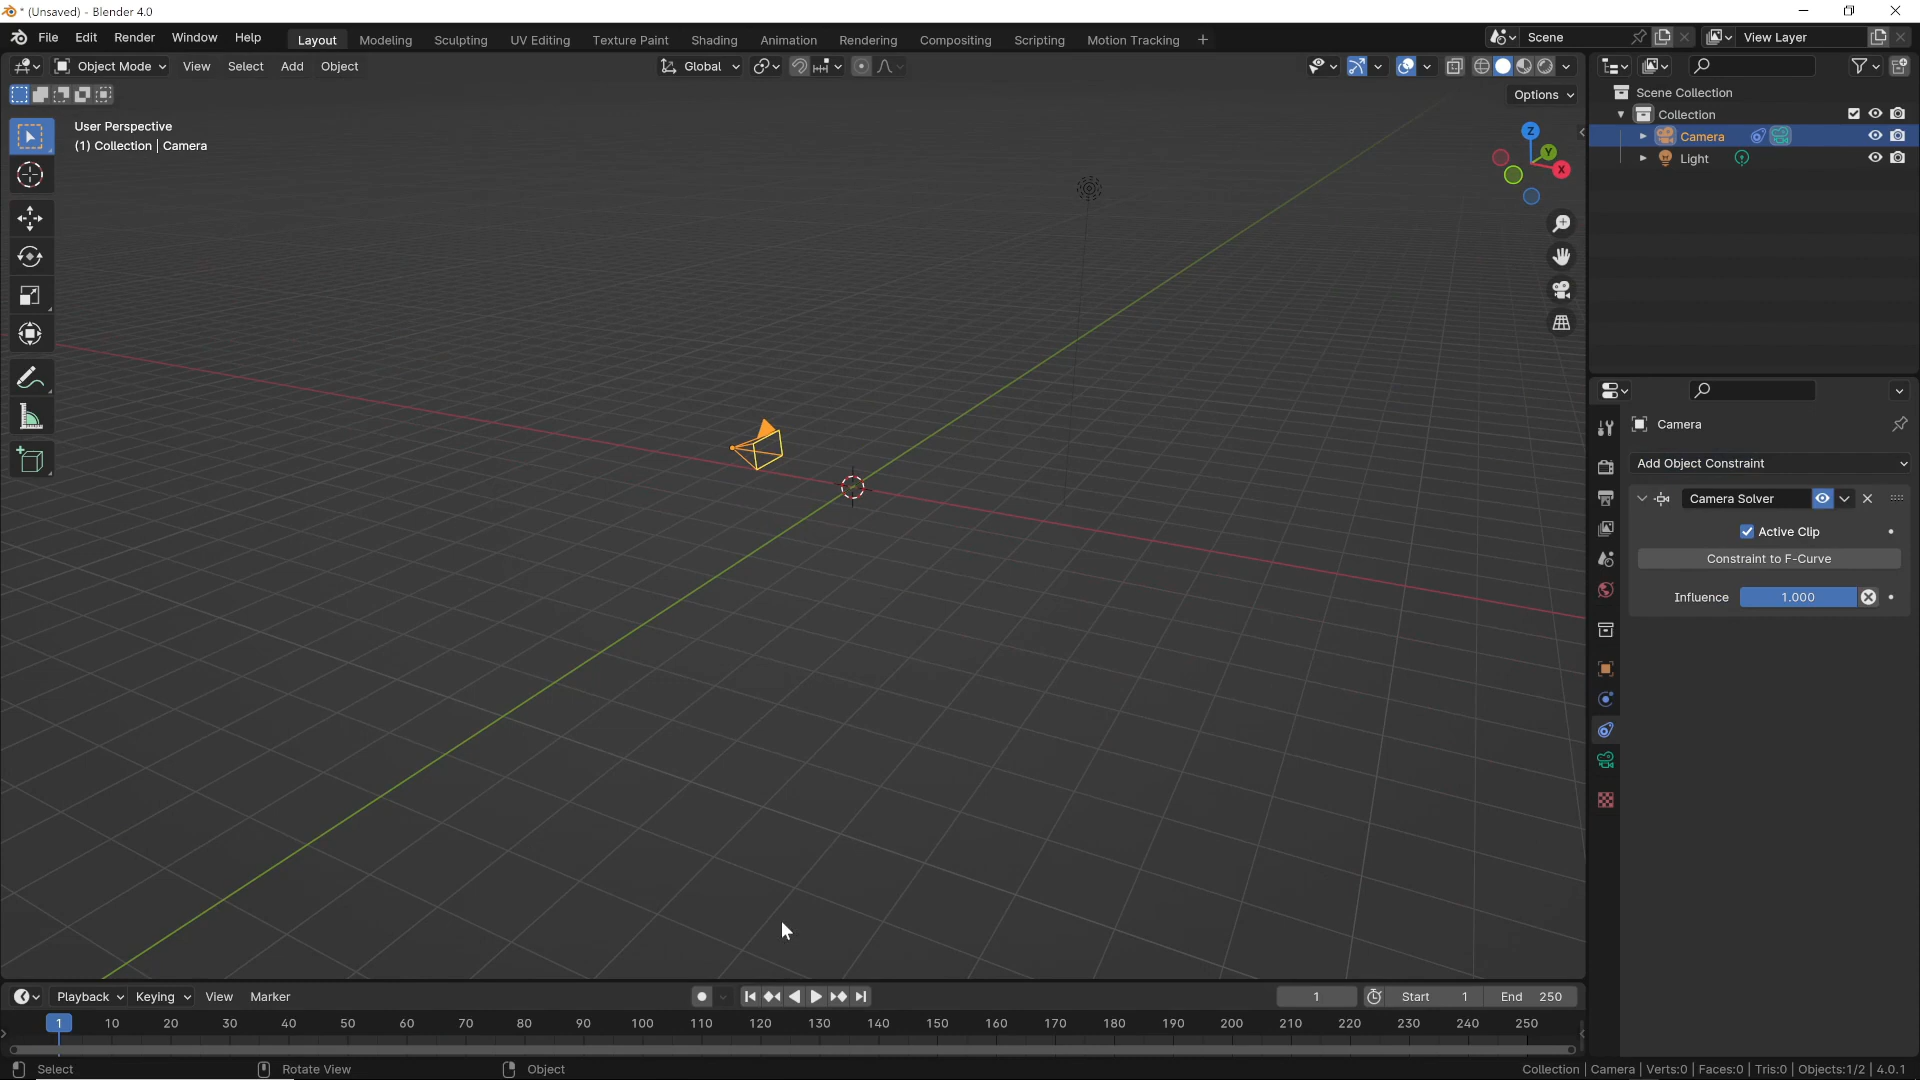 * (Unsaved) - Blender 4.0
File Edit Render Window Help
Layout Modeling Sculpting UV Editing Texture Paint Shading Animation Rendering Compositing Scripting Motion Tracking +
Scene
View Layer
Object Mode View Select Add Object
Global
Options
User Perspective
(1) Collection | Camera
Z
Y
X
Scene Collection
Collection
Camera
Light
Camera
Add Object Constraint
Camera Solver
Active Clip
Constraint to F-Curve
Influence 1.000
Playback Keying View Marker
1 Start 1 End 250
1 10 20 30 40 50 60 70 80 90 100 110 120 130 140 150 160 170 180 190 200 210 220 230 240 250
Select Rotate View Object
Collection | Camera | Verts:0 | Faces:0 | Tris:0 | Objects:1/2 | 4.0.1